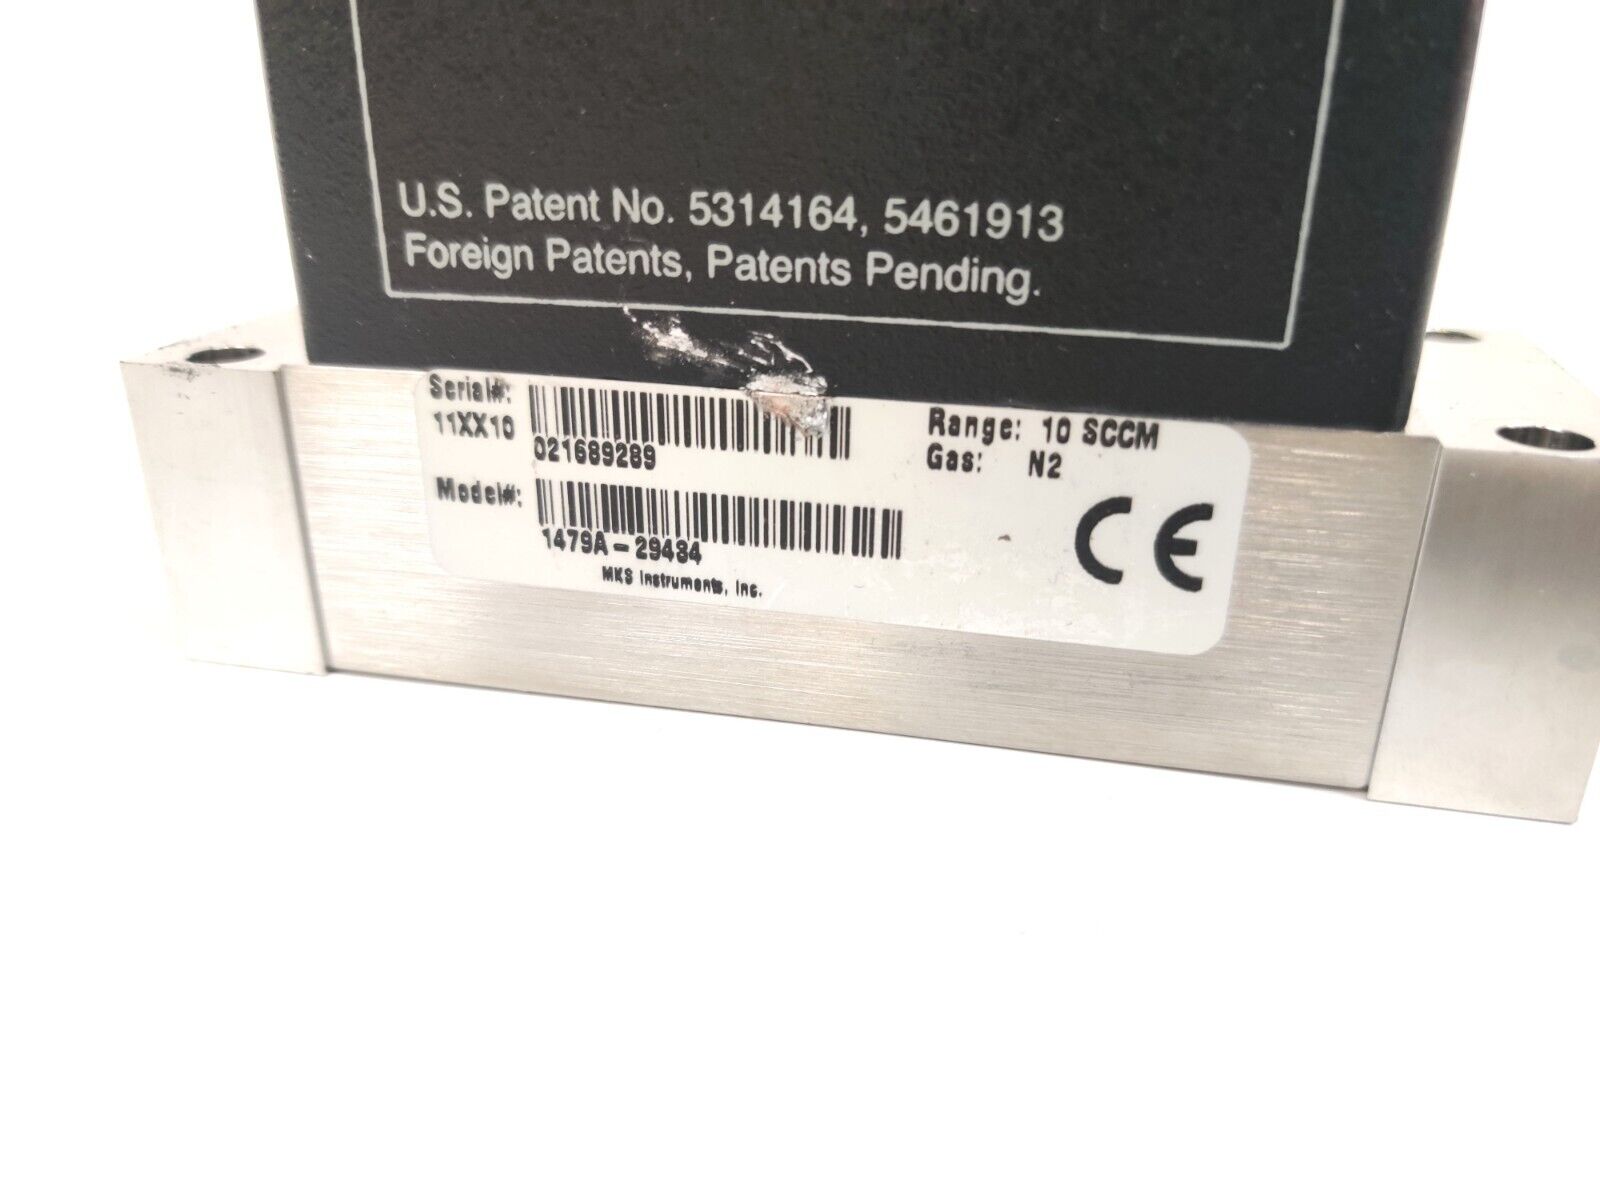 U.S. Patent No. 5314164, 5461913
Foreign Patents, Patents Pending.
Serial#:
11XX10
021689289
Range: 10 SCCM
Gas: N2
Model#:
1479A-29484
MKS Instruments, Inc.
CE